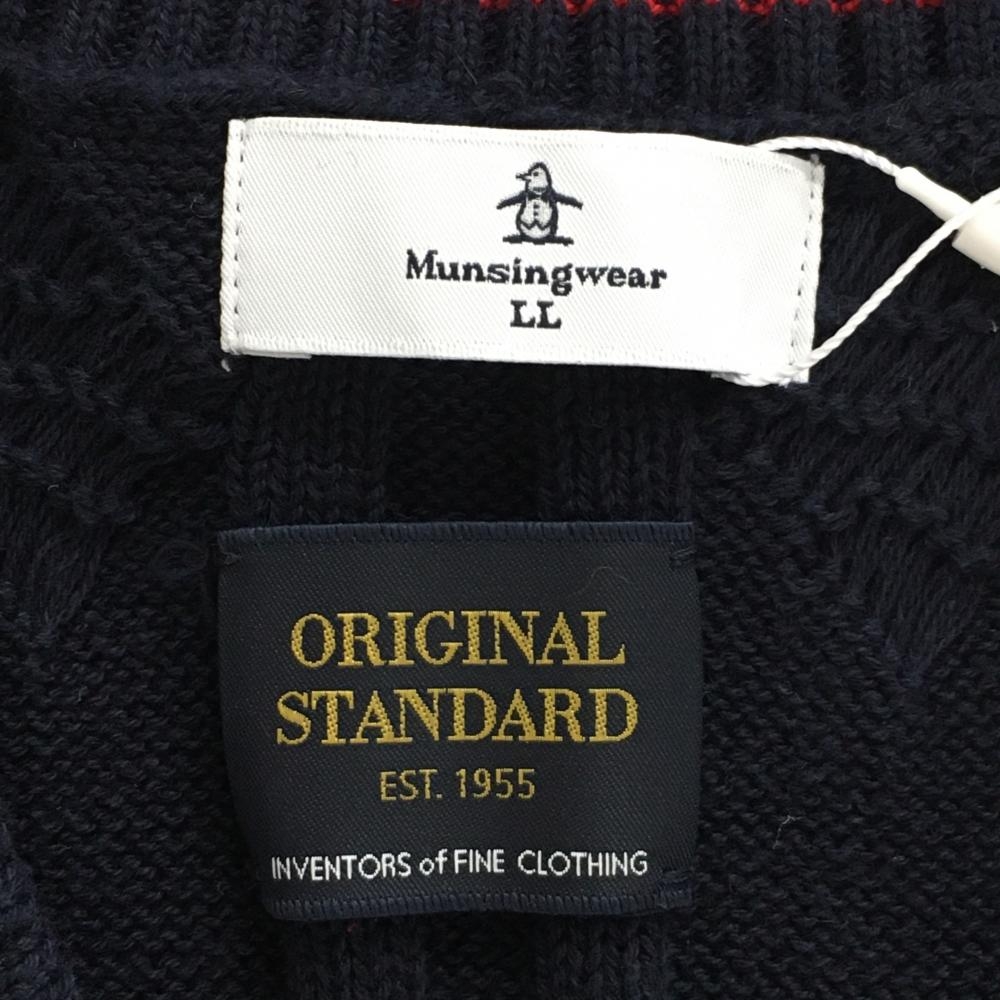 Munsingwear
LL
ORIGINAL
STANDARD
EST. 1955
INVENTORS of FINE CLOTHING